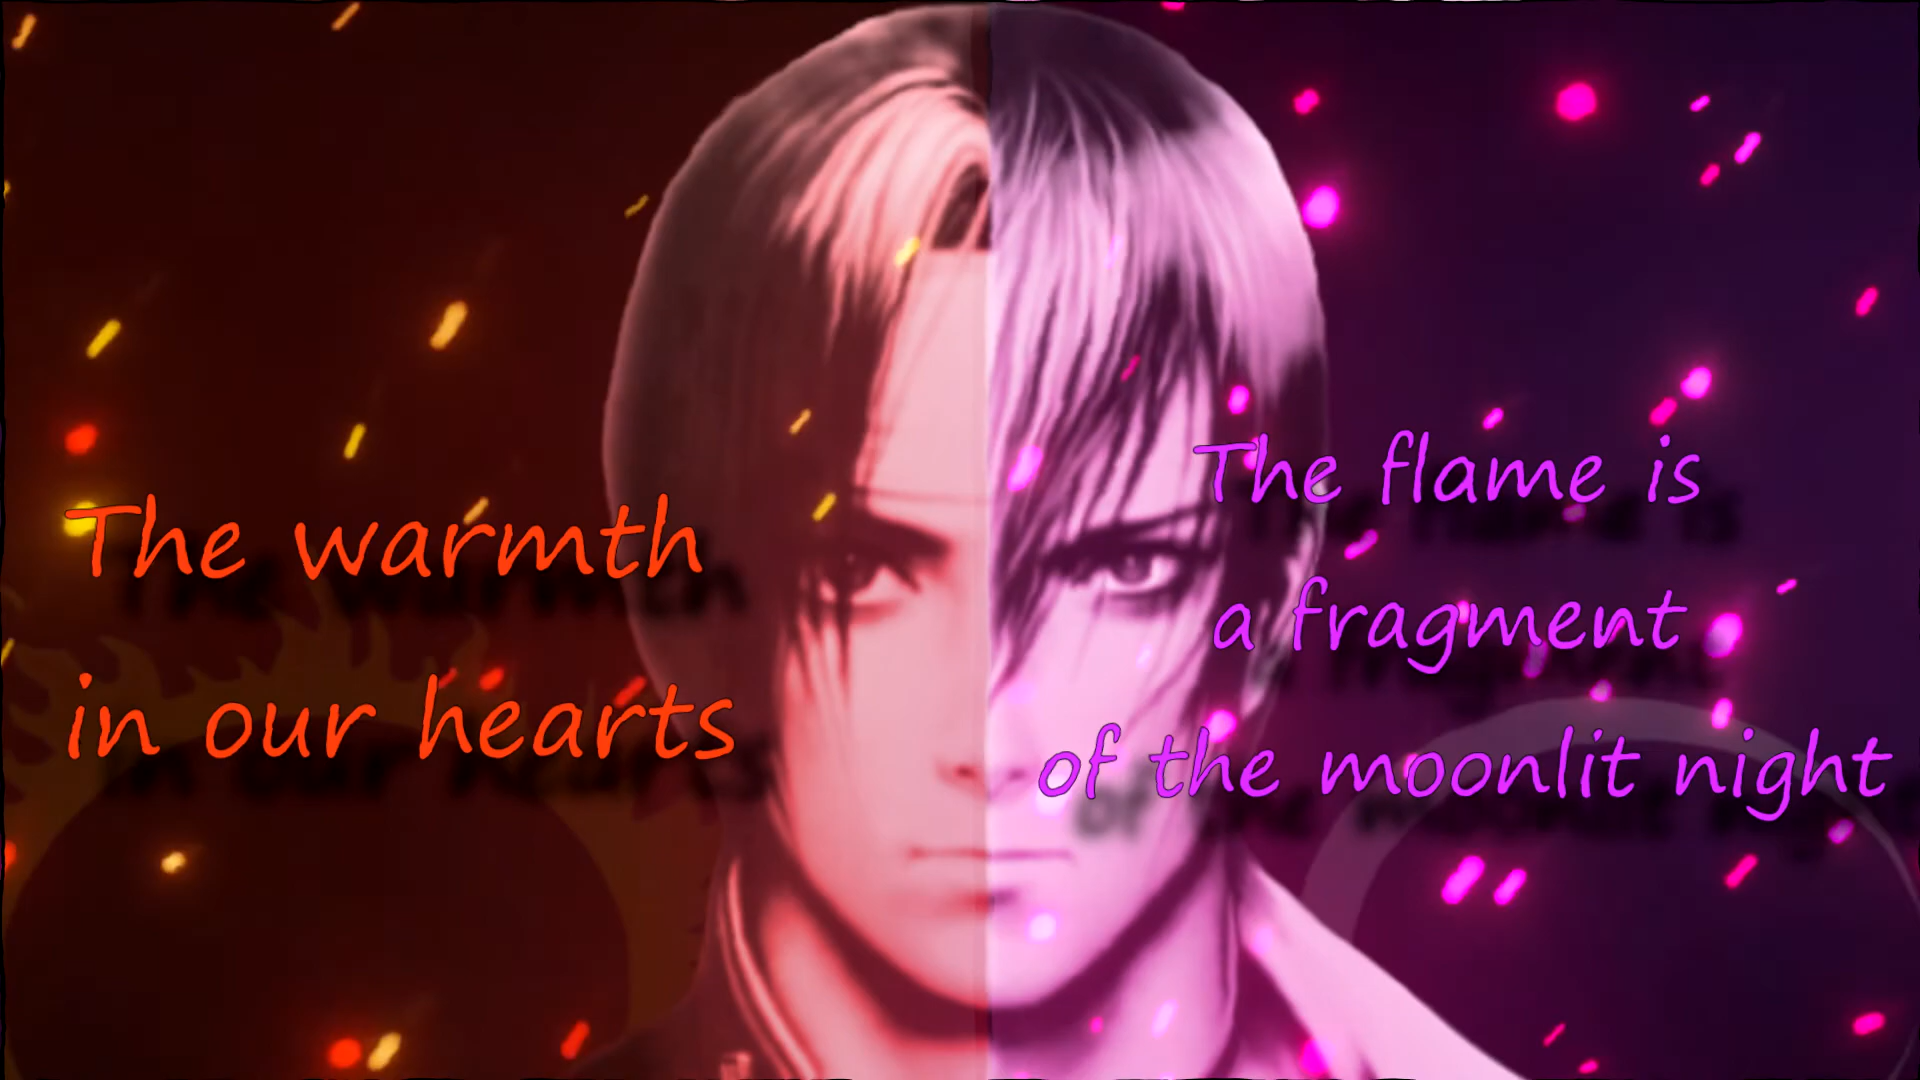 The warmth
in our hearts
The flame is
a fragment
of the moonlit night